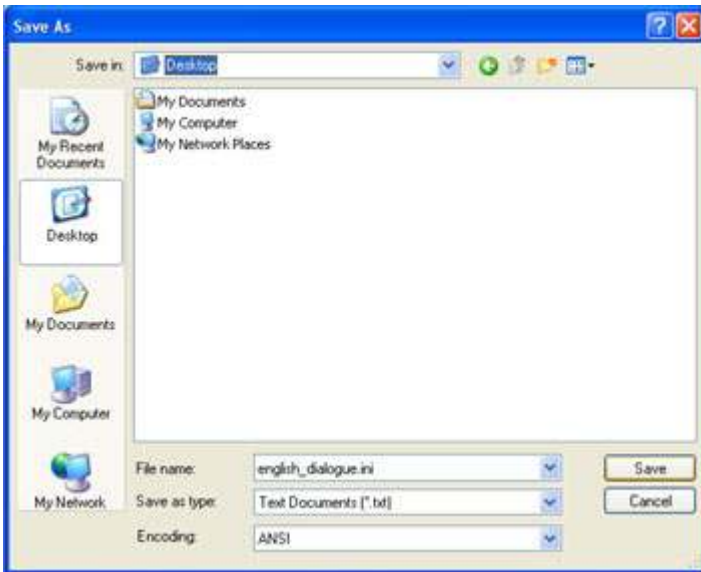 Save As
Save in:
Desktop
My Recent
Documents
Desktop
My Documents
My Computer
My Network
My Documents
My Computer
My Network Places
File name:
english_dialogue.ini
Save
Save as type:
Text Documents (*.txt)
Cancel
Encoding:
ANSI